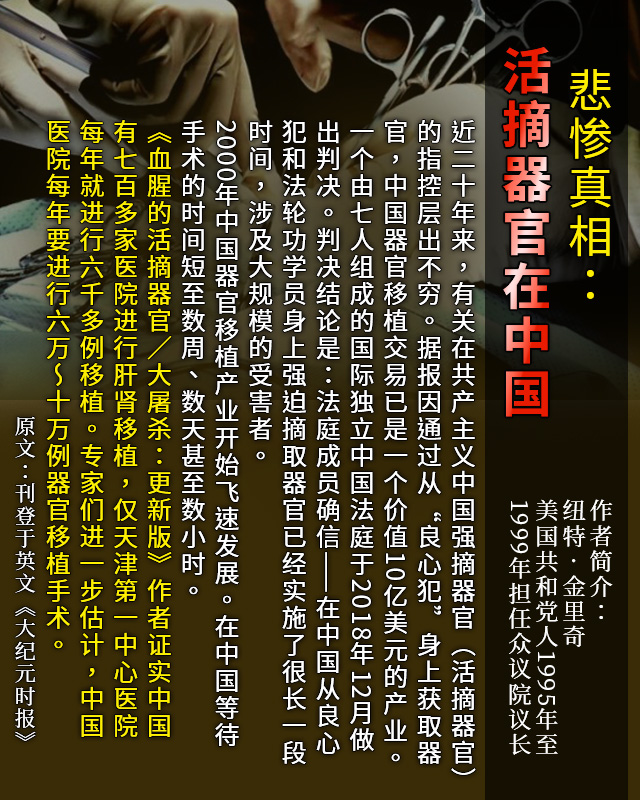 悲惨真相：
活摘器官在中国
作者简介：
纽特·金里奇
美国共和党人1995年至
1999年担任众议院议长
近二十年来，有关在共产主义中国强摘器官（活摘器官）
的指控层出不穷。据报因通过从“良心犯”身上获取器
官，中国器官移植交易已是一个价值10亿美元的产业。
一个由七人组成的国际独立中国法庭于2018年12月做
出判决。判决结论是：法庭成员确信——在中国从良心
犯和法轮功学员身上强迫摘取器官已经实施了很长一段
时间，涉及大规模的受害者。
2000年中国器官移植产业开始飞速发展。在中国等待
手术的时间短至数周、数天甚至数小时。
《血腥的活摘器官／大屠杀：更新版》作者证实中国
有七百多家医院进行肝肾移植，仅天津第一中心医院
每年就进行六千多例移植。专家们进一步估计，中国
医院每年要进行六万～十万例器官移植手术。
原文：刊登于英文《大纪元时报》